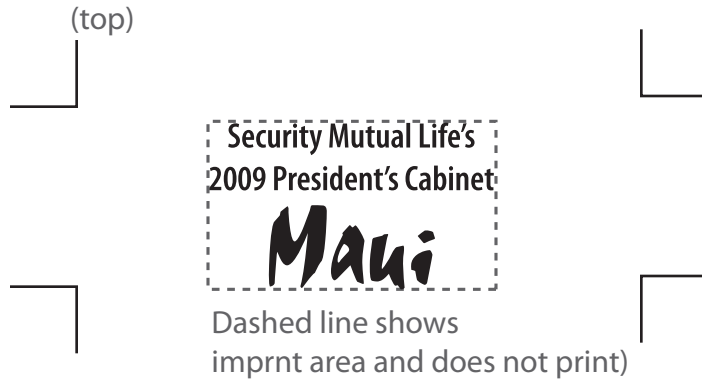 (top)
Security Mutual Life's
2009 President's Cabinet
Maui
Dashed line shows
imprnt area and does not print)